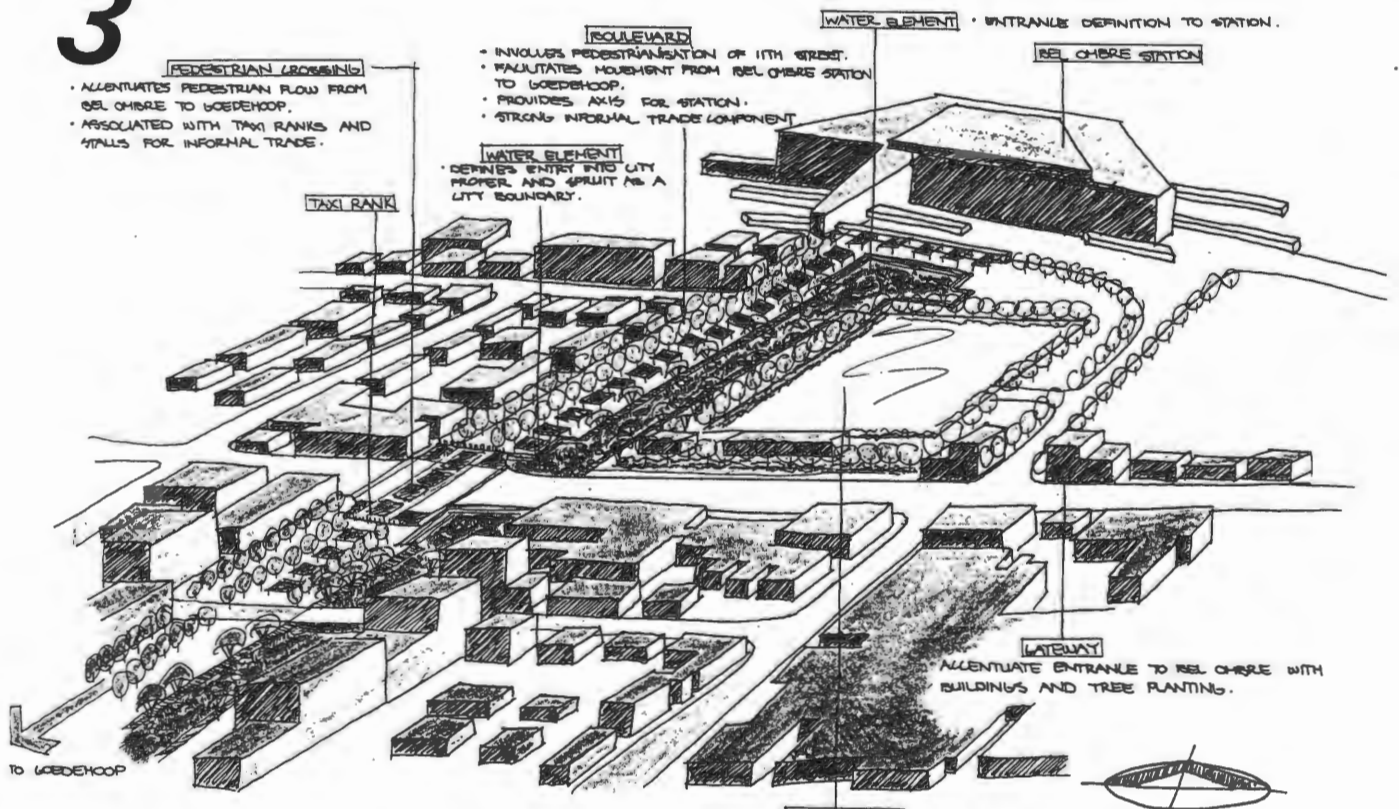 3
PEDESTRIAN CROSSING
• ACCENTUATES PEDESTRIAN FLOW FROM
BEL OMBRE TO GOEDEHOOP.
• ASSOCIATED WITH TAXI RANKS AND
STALLS FOR INFORMAL TRADE.
BOULEVARD
• INVOLVES PEDESTRIANISATION OF 11TH STREET.
• FACILITATES MOVEMENT FROM BEL OMBRE STATION
TO GOEDEHOOP.
• PROVIDES AXIS FOR STATION.
• STRONG INFORMAL TRADE COMPONENT
WATER ELEMENT • ENTRANCE DEFINITION TO STATION.
BEL OMBRE STATION
WATER ELEMENT
• DEFINES ENTRY INTO CITY
PROPER AND SPRUIT AS A
CITY BOUNDARY.
TAXI RANK
GATEWAY
ACCENTUATE ENTRANCE TO BEL OMBRE WITH
BUILDINGS AND TREE PLANTING.
TO GOEDEHOOP